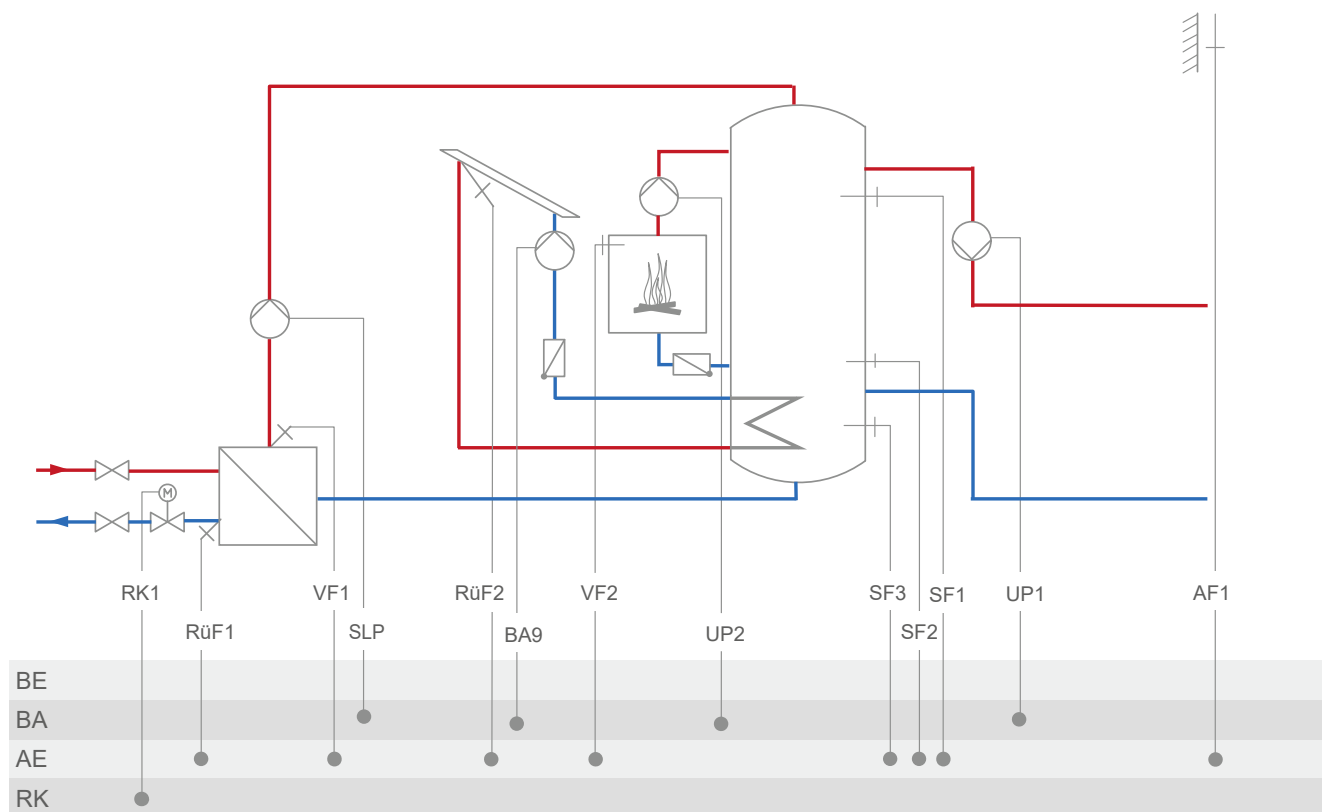 M
RK1
VF1
RüF2
VF2
SF3
SF1
UP1
AF1
RüF1
SLP
BA9
UP2
SF2
BE
BA
AE
RK